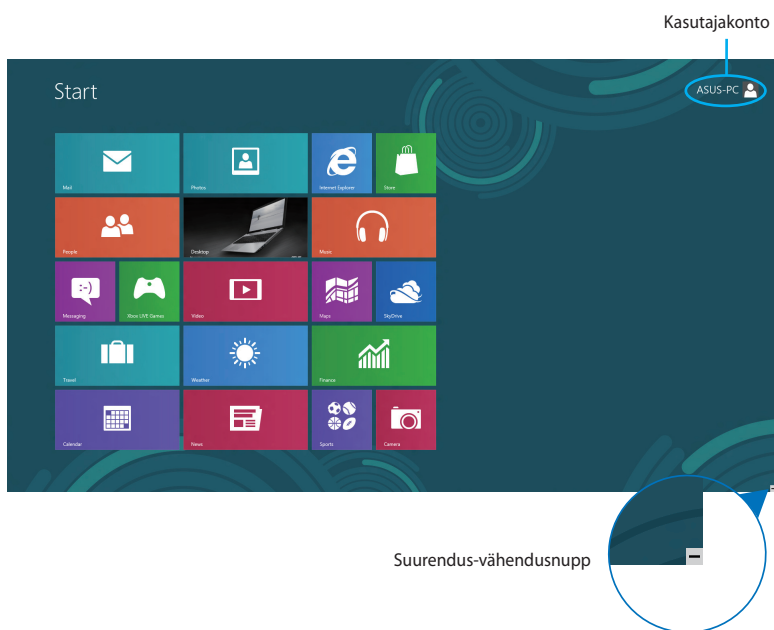 Kasutajakonto
Start
ASUS-PC
Mail
Photos
Internet Explorer
Store
People
Desktop
Music
Messaging
Xbox LIVE Games
Video
Maps
SkyDrive
Travel
Weather
Finance
Calendar
News
Sports
Camera
Suurendus-vähendusnupp